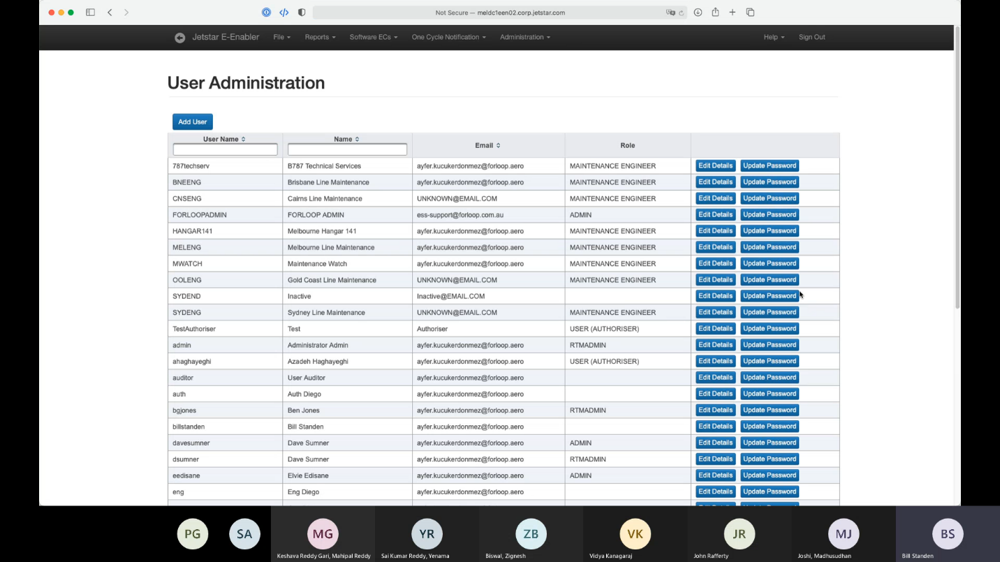 Not Secure — meldc1een02.corp.jetstar.com
Jetstar E-Enabler File Reports Software ECs One Cycle Notification Administration Help Sign Out
User Administration
Add User
User Name Name Email Role
787techserv B787 Technical Services ayfer.kucukerdonmez@forloop.aero MAINTENANCE ENGINEER Edit Details Update Password
BNEENG Brisbane Line Maintenance ayfer.kucukerdonmez@forloop.aero MAINTENANCE ENGINEER Edit Details Update Password
CNSENG Cairns Line Maintenance UNKNOWN@EMAIL.COM MAINTENANCE ENGINEER Edit Details Update Password
FORLOOPADMIN FORLOOP ADMIN ess-support@forloop.com.au ADMIN Edit Details Update Password
HANGAR141 Melbourne Hangar 141 ayfer.kucukerdonmez@forloop.aero MAINTENANCE ENGINEER Edit Details Update Password
MELENG Melbourne Line Maintenance ayfer.kucukerdonmez@forloop.aero MAINTENANCE ENGINEER Edit Details Update Password
MWATCH Maintenance Watch ayfer.kucukerdonmez@forloop.aero MAINTENANCE ENGINEER Edit Details Update Password
OOLENG Gold Coast Line Maintenance UNKNOWN@EMAIL.COM MAINTENANCE ENGINEER Edit Details Update Password
SYDEND Inactive Inactive@EMAIL.COM Edit Details Update Password
SYDENG Sydney Line Maintenance UNKNOWN@EMAIL.COM MAINTENANCE ENGINEER Edit Details Update Password
TestAuthoriser Test Authoriser USER (AUTHORISER) Edit Details Update Password
admin Administrator Admin ayfer.kucukerdonmez@forloop.aero RTMADMIN Edit Details Update Password
ahaghayeghi Azadeh Haghayeghi ayfer.kucukerdonmez@forloop.aero USER (AUTHORISER) Edit Details Update Password
auditor User Auditor ayfer.kucukerdonmez@forloop.aero Edit Details Update Password
auth Auth Diego ayfer.kucukerdonmez@forloop.aero Edit Details Update Password
bgjones Ben Jones ayfer.kucukerdonmez@forloop.aero RTMADMIN Edit Details Update Password
billstanden Bill Standen ayfer.kucukerdonmez@forloop.aero Edit Details Update Password
davesumner Dave Sumner ayfer.kucukerdonmez@forloop.aero ADMIN Edit Details Update Password
dsumner Dave Sumner ayfer.kucukerdonmez@forloop.aero RTMADMIN Edit Details Update Password
eedisane Elvie Edisane ayfer.kucukerdonmez@forloop.aero ADMIN Edit Details Update Password
eng Eng Diego ayfer.kucukerdonmez@forloop.aero Edit Details Update Password
PG SA MG YR ZB VK JR MJ BS
Keshava Reddy Gari, Mahipal Reddy Sai Kumar Reddy, Yenama Biswal, Zignesh Vidya Kanagaraj John Rafferty Joshi, Madhusudhan Bill Standen